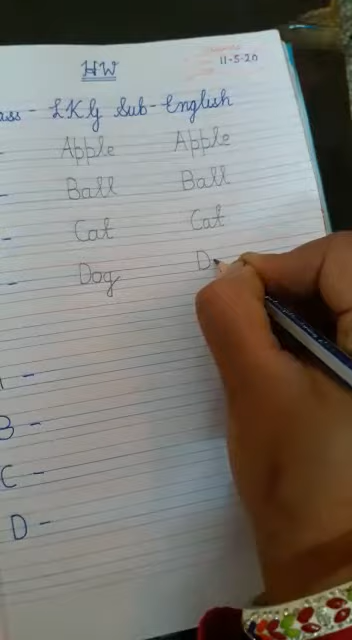 HW
11-5-20
ass - LKG Sub-English
- Apple Apple
- Ball Ball
- Cat Cat
- Dog D
-
B -
C -
D -